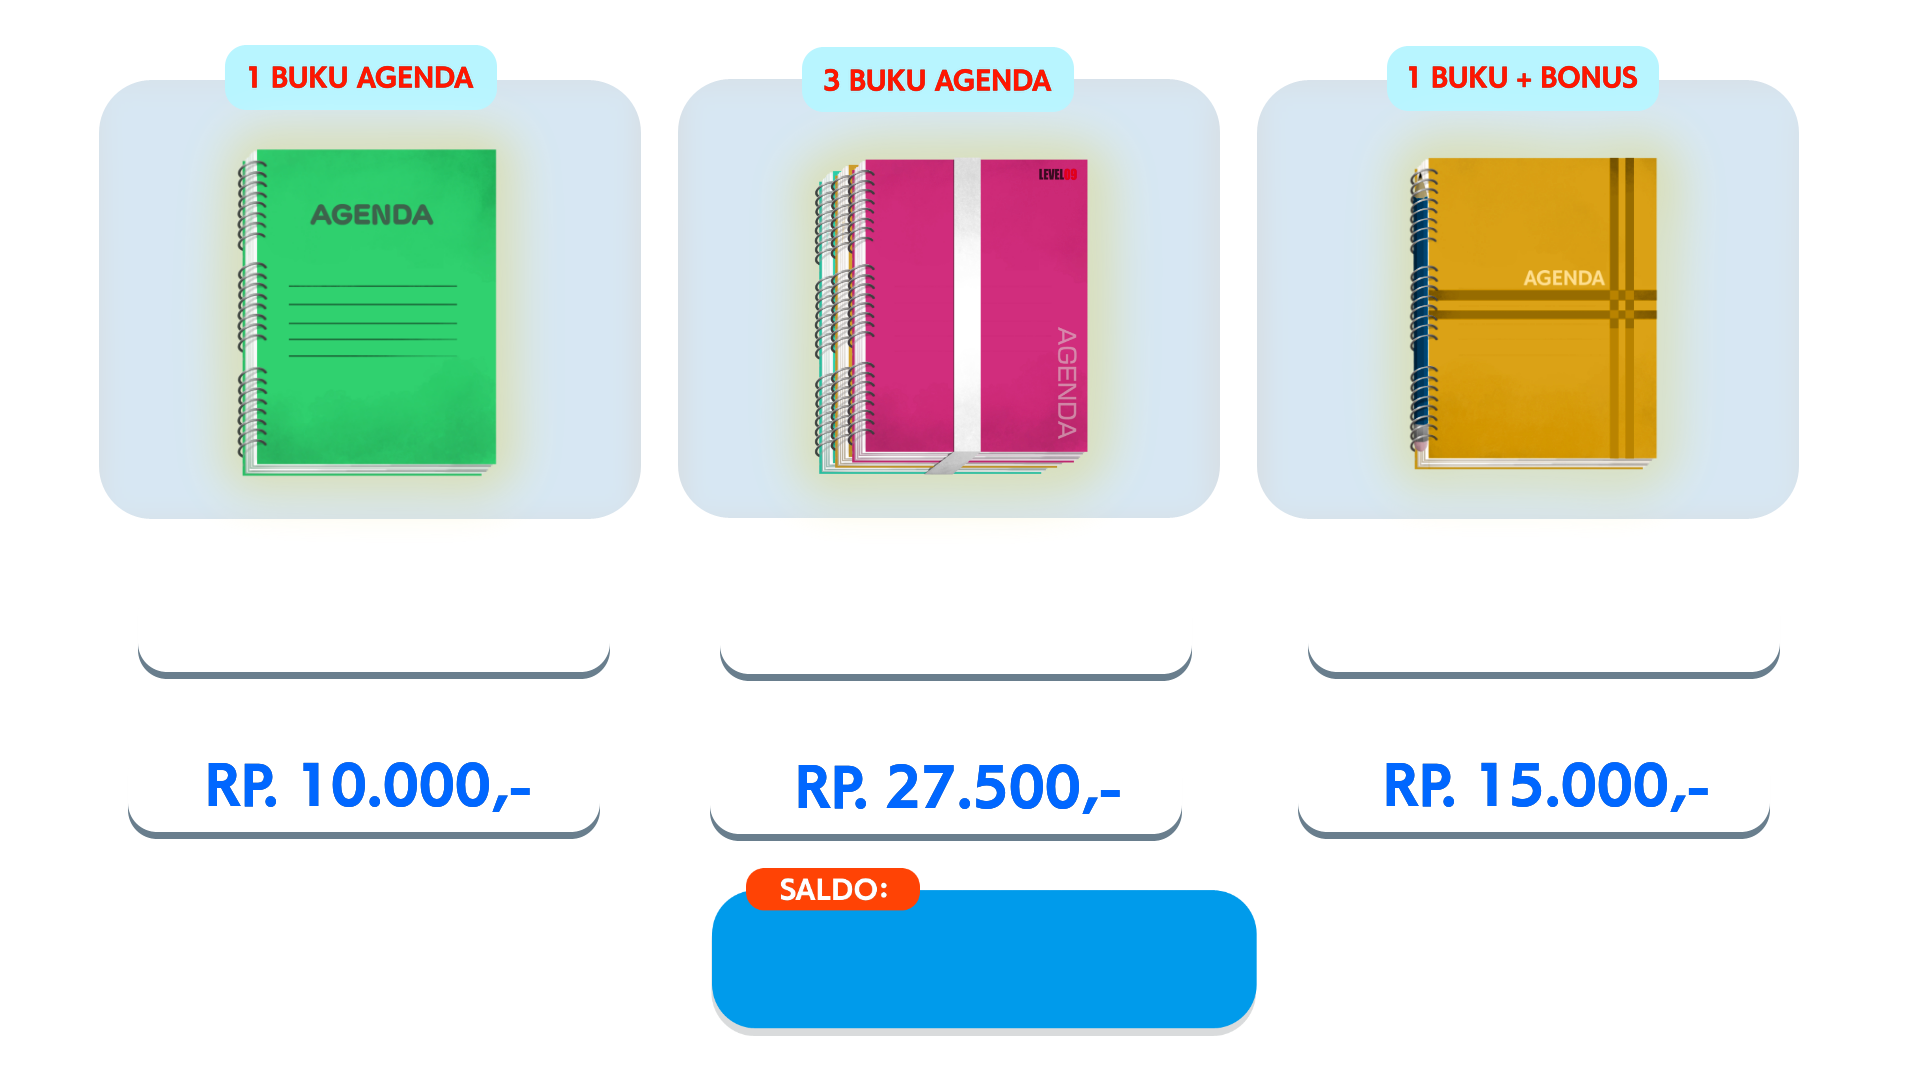 1 BUKU AGENDA
3 BUKU AGENDA
1 BUKU + BONUS
AGENDA
LEVEL09
AGENDA
AGENDA
RP. 10.000,-
RP. 27.500,-
RP. 15.000,-
SALDO: